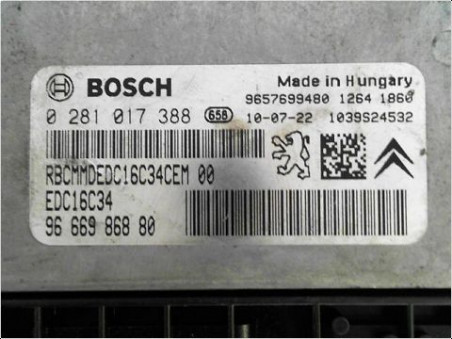 BOSCH
Made in Hungary
9657699480 1264 1860
0 281 017 388 658 10-07-22 1039S24532
RBCMMDEDC16C34CEM 00
EDC16C34
96 669 868 80